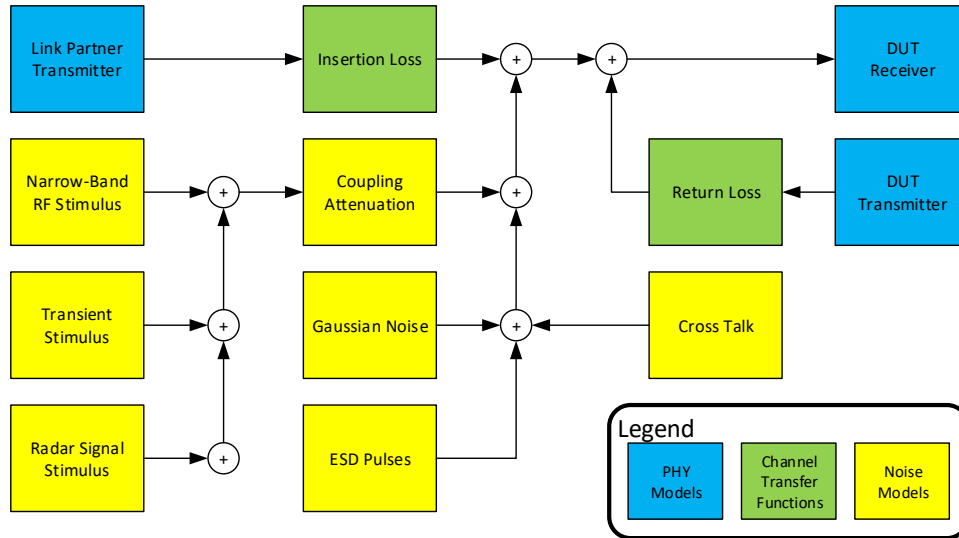 Link Partner
Transmitter
Insertion Loss
+
+
DUT
Receiver
Narrow-Band
RF Stimulus
+
Coupling
Attenuation
+
Return Loss
DUT
Transmitter
Transient
Stimulus
+
Gaussian Noise
+
Cross Talk
Radar Signal
Stimulus
+
ESD Pulses
Legend
PHY
Models
Channel
Transfer
Functions
Noise
Models